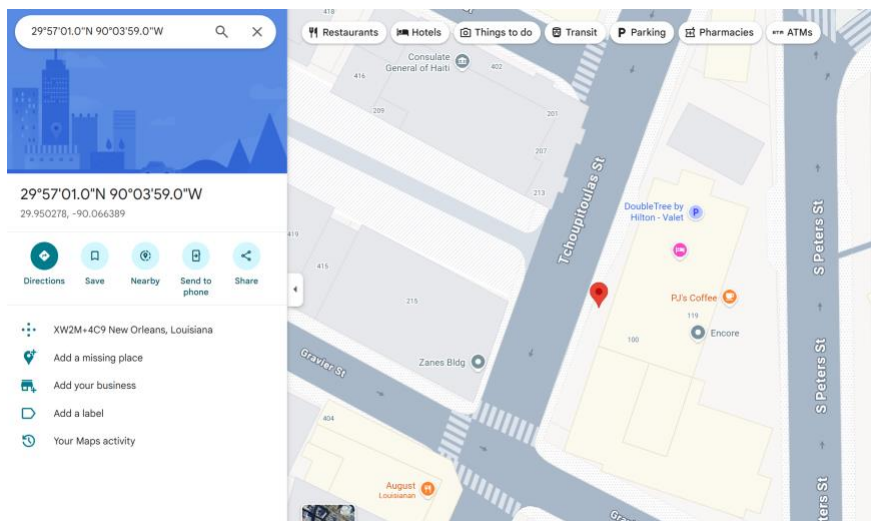 29°57'01.0"N 90°03'59.0"W
Restaurants
Hotels
Things to do
Transit
Parking
Pharmacies
ATMs
29°57'01.0"N 90°03'59.0"W
29.950278, -90.066389
Directions
Save
Nearby
Send to
phone
Share
XW2M+4C9 New Orleans, Louisiana
Add a missing place
Add your business
Add a label
Your Maps activity
418
Consulate
General of Haiti
402
416
209
201
207
213
419
415
215
Tchoupitoulas St
DoubleTree by
Hilton - Valet
P
PJ's Coffee
119
Encore
100
Zanes Bldg
Gravier St
404
August
Louisianan
S Peters St
S Peters St